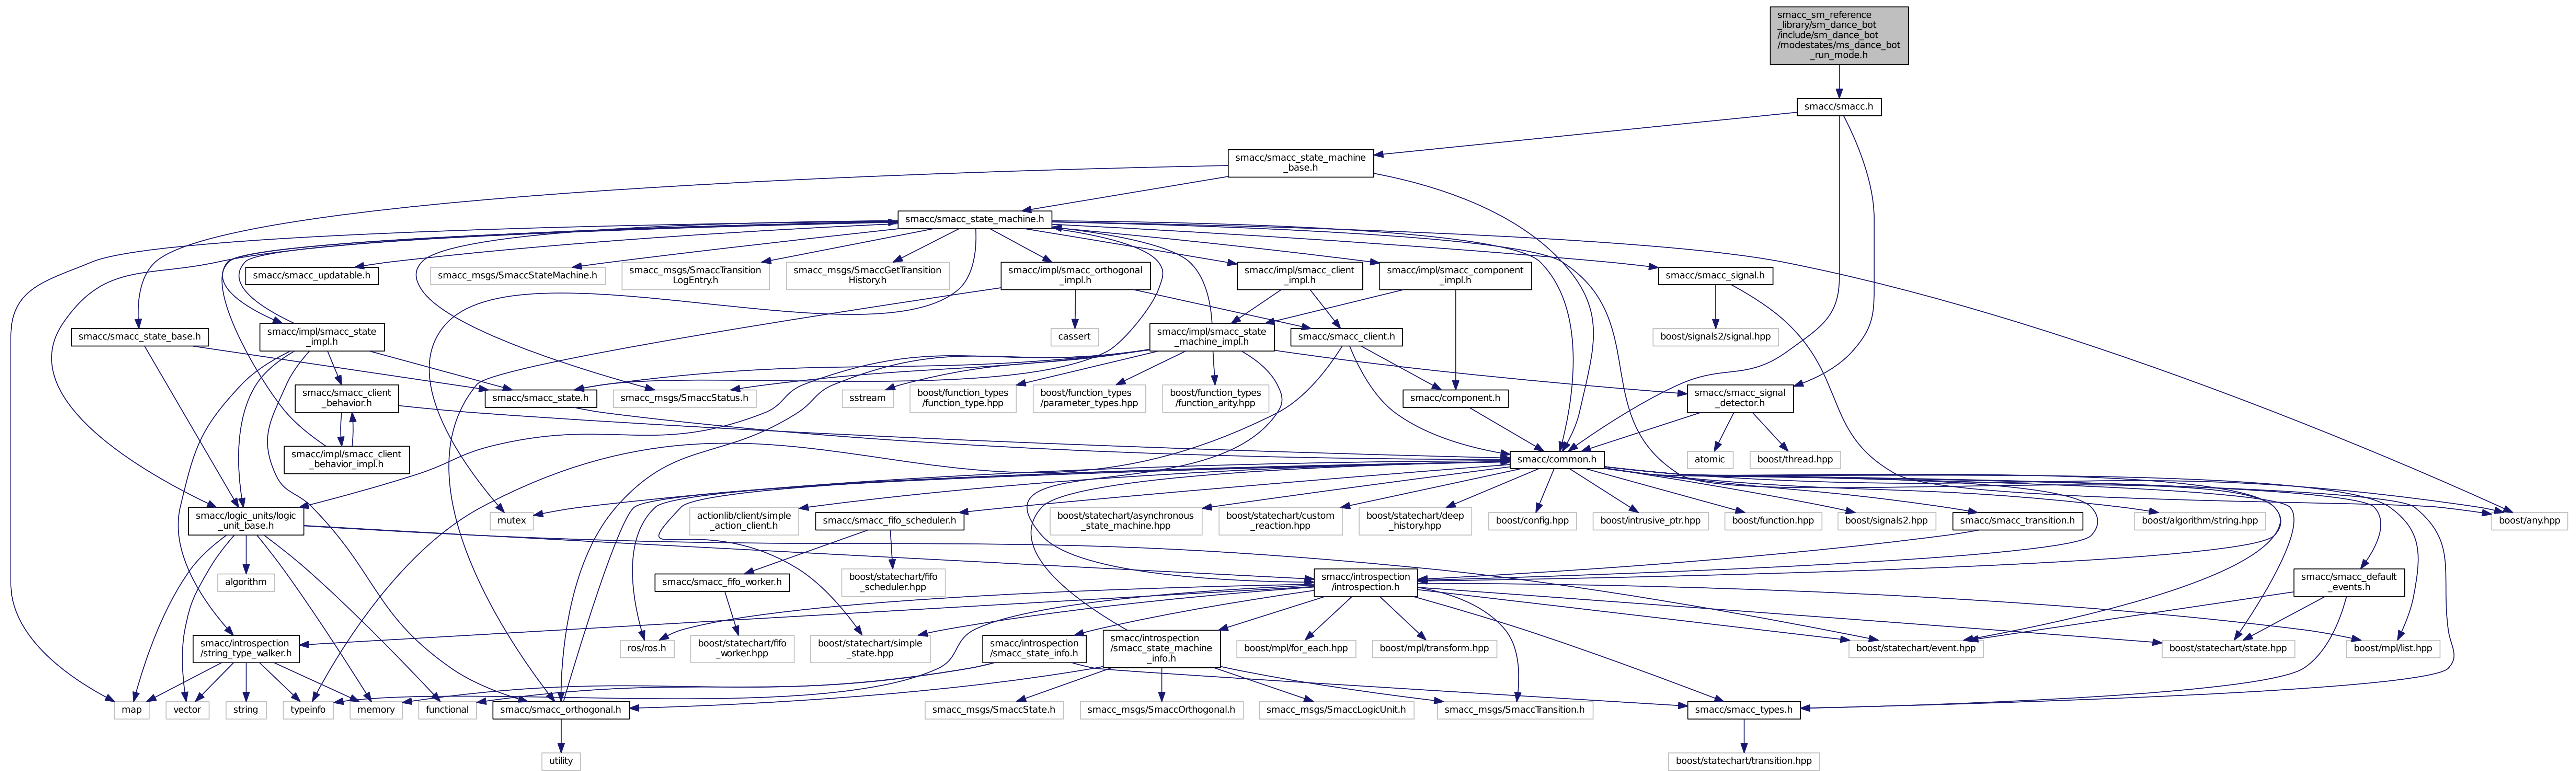 smacc_sm_reference
_library/sm_dance_bot
/include/sm_dance_bot
/modestates/ms_dance_bot
_run_mode.h
smacc/smacc.h
smacc/smacc_state_machine
_base.h
smacc/smacc_state_machine.h
smacc/smacc_updatable.h
smacc_msgs/SmaccStateMachine.h
smacc_msgs/SmaccTransition
LogEntry.h
smacc_msgs/SmaccGetTransition
History.h
smacc/impl/smacc_orthogonal
_impl.h
smacc/impl/smacc_client
_impl.h
smacc/impl/smacc_component
_impl.h
smacc/smacc_signal.h
smacc/smacc_state_base.h
smacc/impl/smacc_state
_impl.h
cassert
smacc/impl/smacc_state
_machine_impl.h
smacc/smacc_client.h
boost/signals2/signal.hpp
smacc/smacc_client
_behavior.h
smacc/smacc_state.h
smacc_msgs/SmaccStatus.h
sstream
boost/function_types
/function_type.hpp
boost/function_types
/parameter_types.hpp
boost/function_types
/function_arity.hpp
smacc/component.h
smacc/smacc_signal
_detector.h
smacc/impl/smacc_client
_behavior_impl.h
smacc/common.h
atomic
boost/thread.hpp
smacc/logic_units/logic
_unit_base.h
mutex
actionlib/client/simple
_action_client.h
smacc/smacc_fifo_scheduler.h
boost/statechart/asynchronous
_state_machine.hpp
boost/statechart/custom
_reaction.hpp
boost/statechart/deep
_history.hpp
boost/config.hpp
boost/intrusive_ptr.hpp
boost/function.hpp
boost/signals2.hpp
smacc/smacc_transition.h
boost/algorithm/string.hpp
boost/any.hpp
algorithm
smacc/smacc_fifo_worker.h
boost/statechart/fifo
_scheduler.hpp
smacc/introspection
/introspection.h
smacc/smacc_default
_events.h
smacc/introspection
/string_type_walker.h
ros/ros.h
boost/statechart/fifo
_worker.hpp
boost/statechart/simple
_state.hpp
smacc/introspection
/smacc_state_info.h
smacc/introspection
/smacc_state_machine
_info.h
boost/mpl/for_each.hpp
boost/mpl/transform.hpp
boost/statechart/event.hpp
boost/statechart/state.hpp
boost/mpl/list.hpp
map
vector
string
typeinfo
memory
functional
smacc/smacc_orthogonal.h
smacc_msgs/SmaccState.h
smacc_msgs/SmaccOrthogonal.h
smacc_msgs/SmaccLogicUnit.h
smacc_msgs/SmaccTransition.h
smacc/smacc_types.h
utility
boost/statechart/transition.hpp